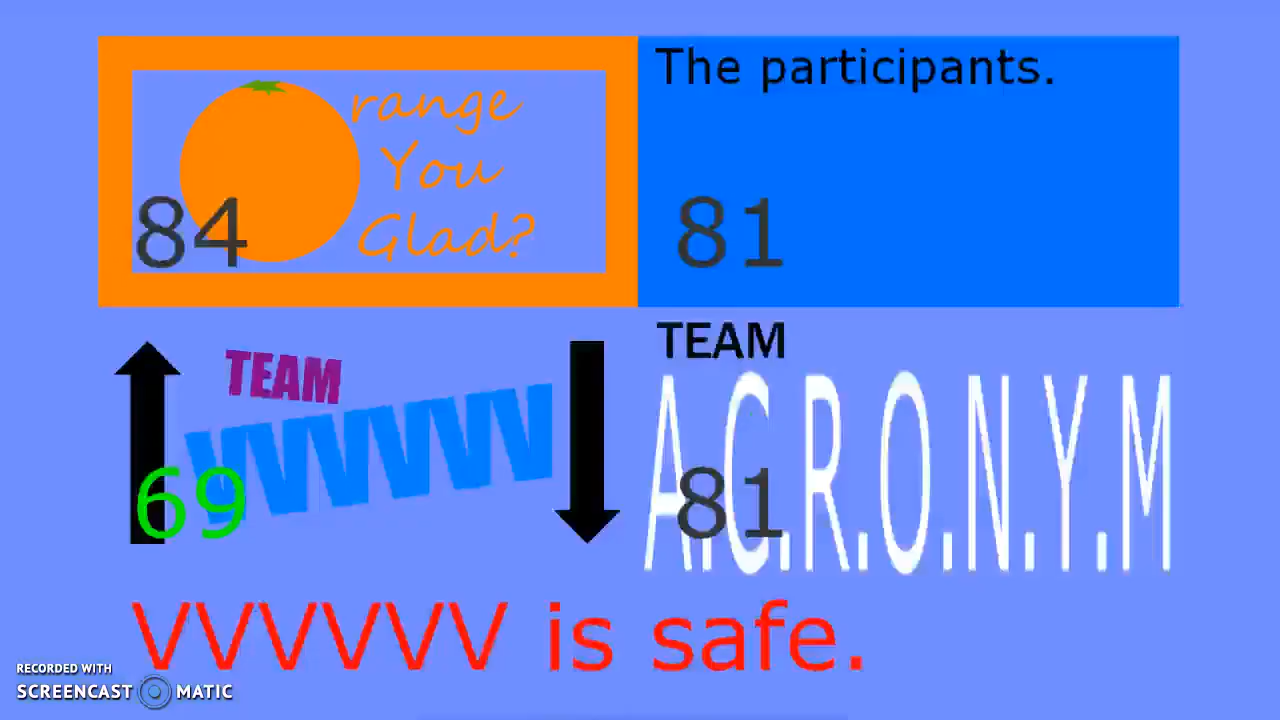 range
You
Glad?
84
The participants.
81
TEAM
VVVVVV
69
TEAM
A.C.R.O.N.Y.M
81
VVVVVV is safe.
RECORDED WITH
SCREENCAST MATIC